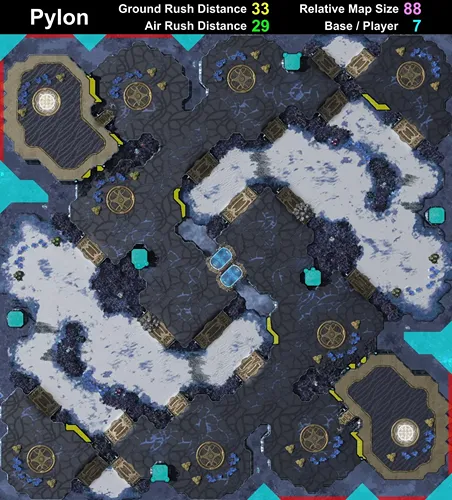 Pylon
Ground Rush Distance 33 Relative Map Size 88
Air Rush Distance 29 Base / Player 7